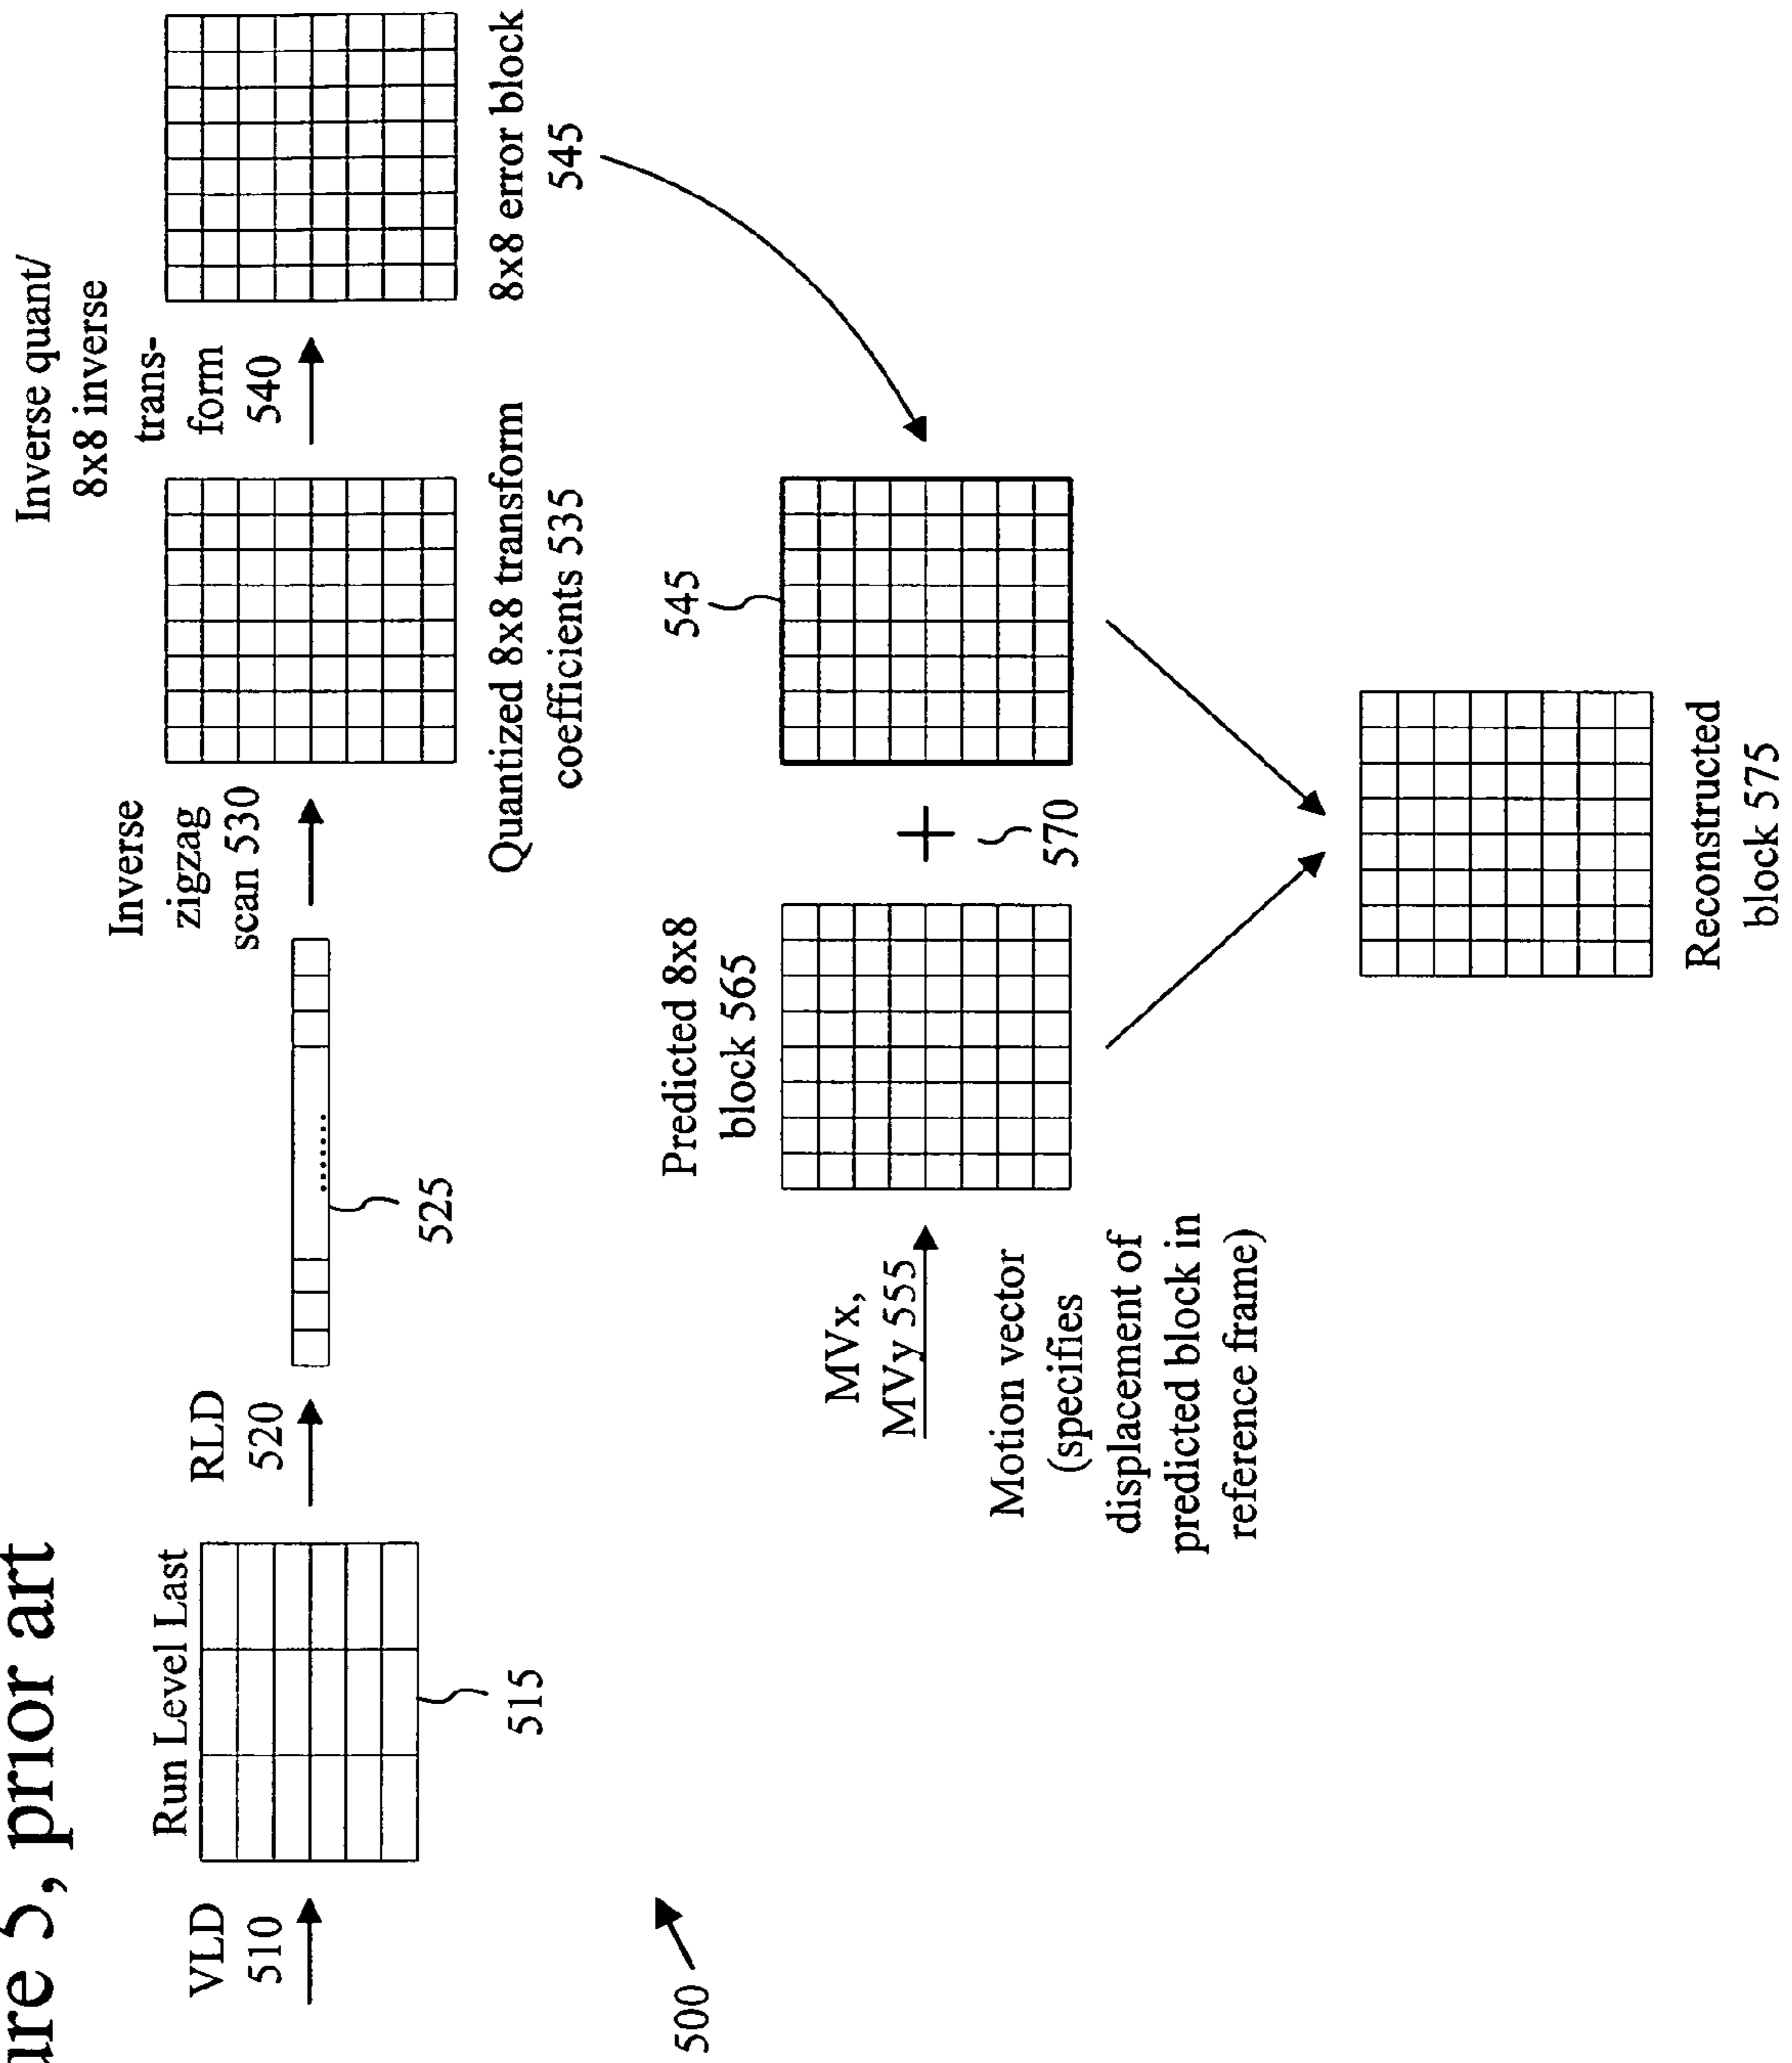 prior art
VLD
510
Run Level Last
515
RLD
520
525
Inverse
zigzag
scan 530
Quantized 8x8 transform
coefficients 535
Inverse quant/
8x8 inverse
trans-
form
540
8x8 error block
545
500
MVx,
MVy 555
Motion vector
(specifies
displacement of
predicted block in
reference frame)
Predicted 8x8
block 565
+
570
545
Reconstructed
block 575